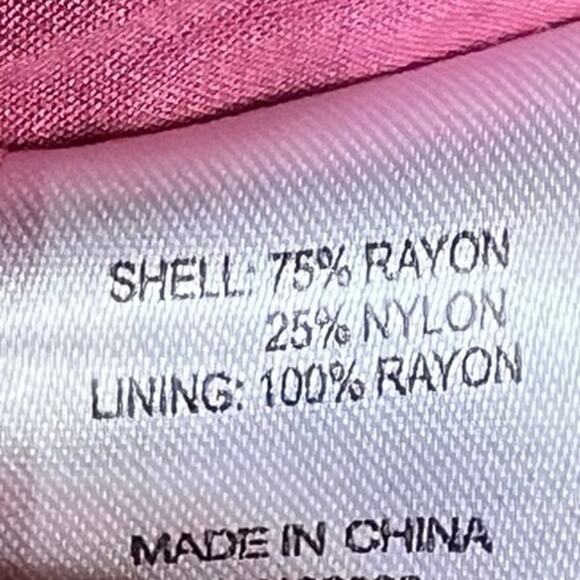 SHELL: 75% RAYON
25% NYLON
LINING: 100% RAYON
MADE IN CHINA